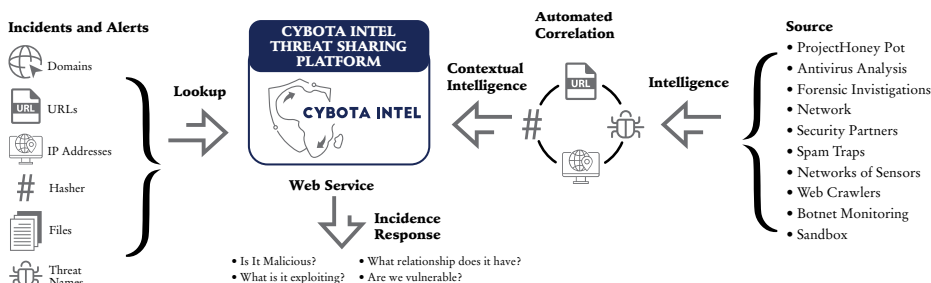 Incidents and Alerts
Domains
URL
URLs
IP Addresses
#
Hasher
Files
Threat
Names
Lookup
CYBOTA INTEL
THREAT SHARING
PLATFORM
CYBOTA INTEL
Web Service
Incidence
Response
• Is It Malicious?
• What is it exploiting?
• What relationship does it have?
• Are we vulnerable?
Contextual
Intelligence
Automated
Correlation
URL
#
Intelligence
Source
• ProjectHoney Pot
• Antivirus Analysis
• Forensic Invistigations
• Network
• Security Partners
• Spam Traps
• Networks of Sensors
• Web Crawlers
• Botnet Monitoring
• Sandbox